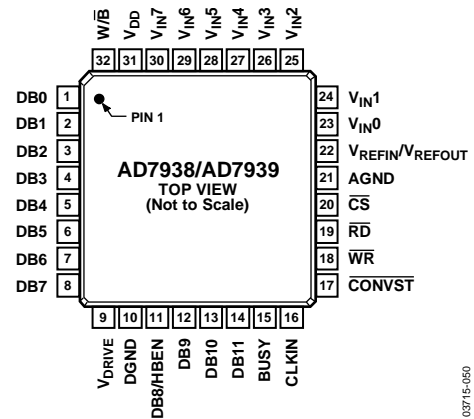 W/B̅
V_DD
V_IN7
V_IN6
V_IN5
V_IN4
V_IN3
V_IN2
32 31 30 29 28 27 26 25
DB0 1
DB1 2
DB2 3
DB3 4
DB4 5
DB5 6
DB6 7
DB7 8
PIN 1
AD7938/AD7939
TOP VIEW
(Not to Scale)
24 V_IN1
23 V_IN0
22 V_REFIN/V_REFOUT
21 AGND
20 C̅S̅
19 R̅D̅
18 W̅R̅
17 C̅O̅N̅V̅S̅T̅
9 10 11 12 13 14 15 16
V_DRIVE
DGND
DB8/HBEN
DB9
DB10
DB11
BUSY
CLKIN
03715-050